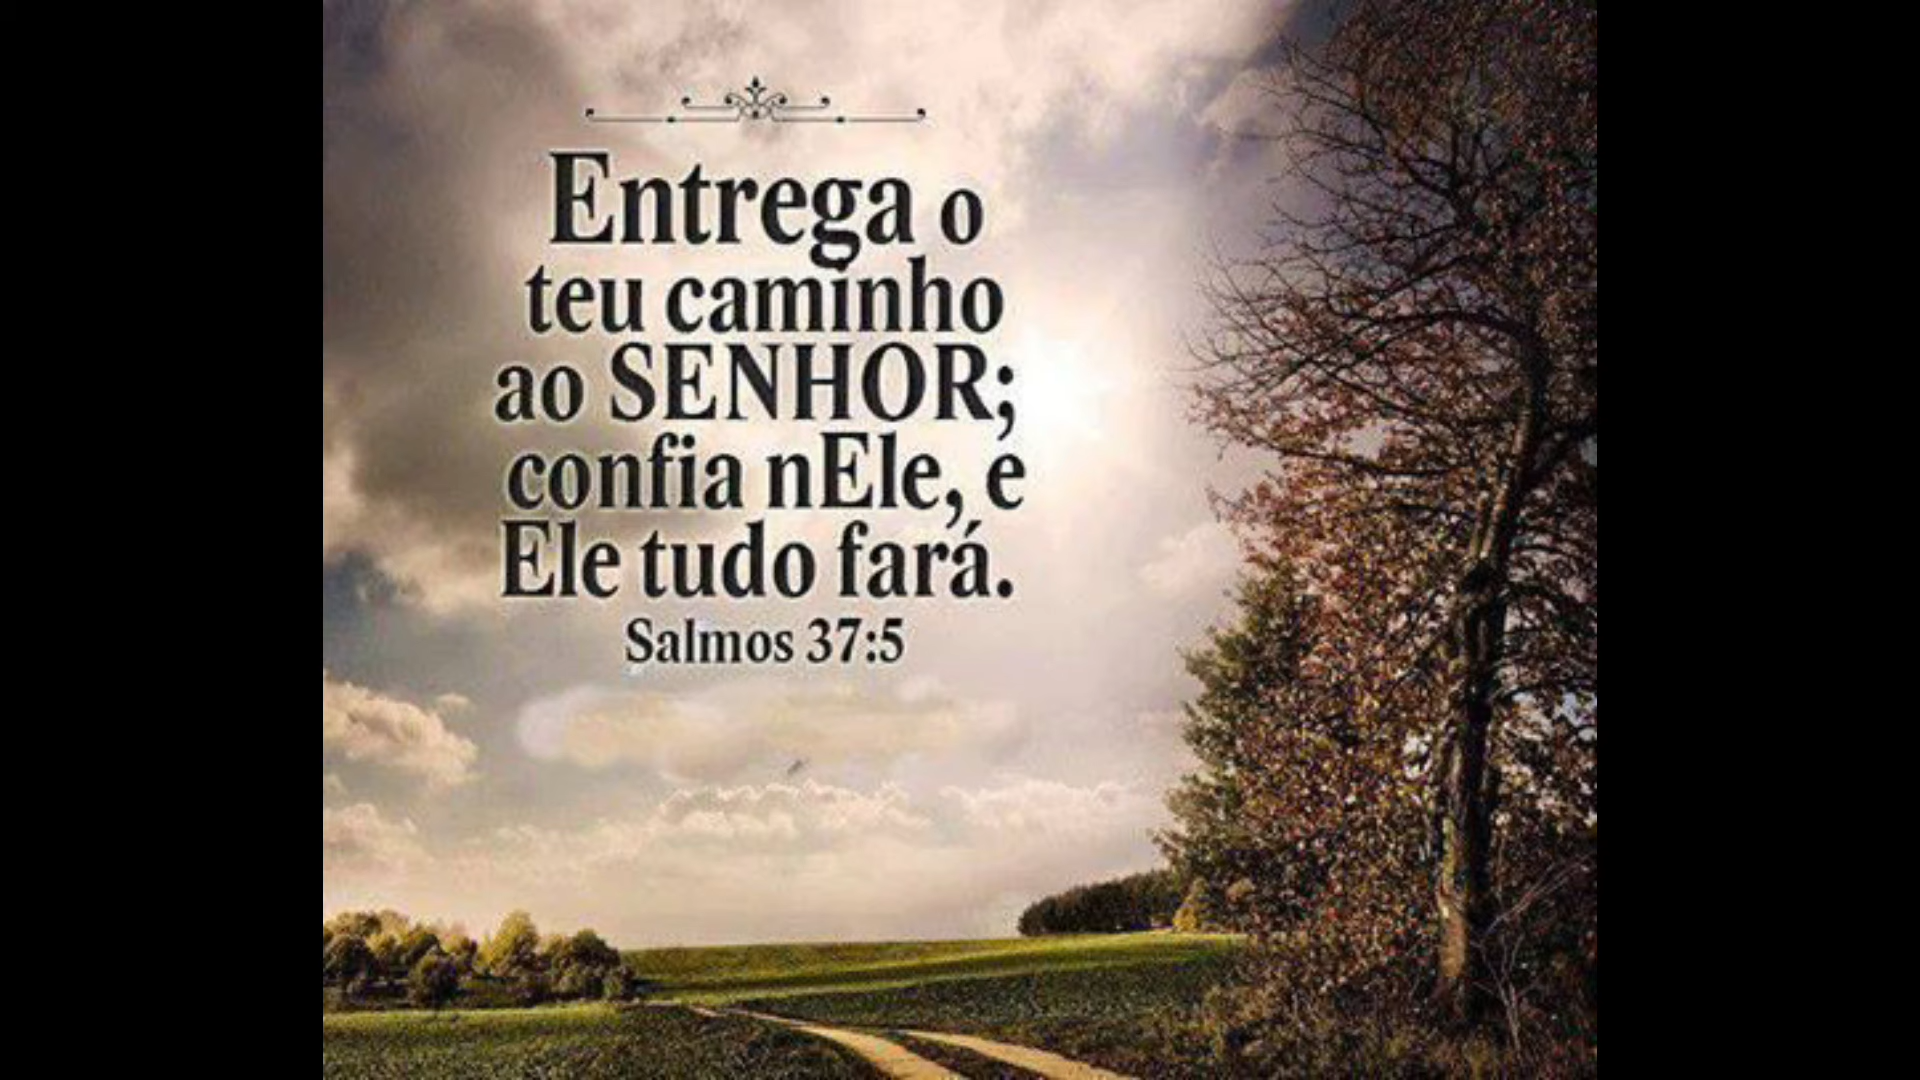 Entrega o
teu caminho
ao SENHOR;
confia nEle, e
Ele tudo fará.
Salmos 37:5